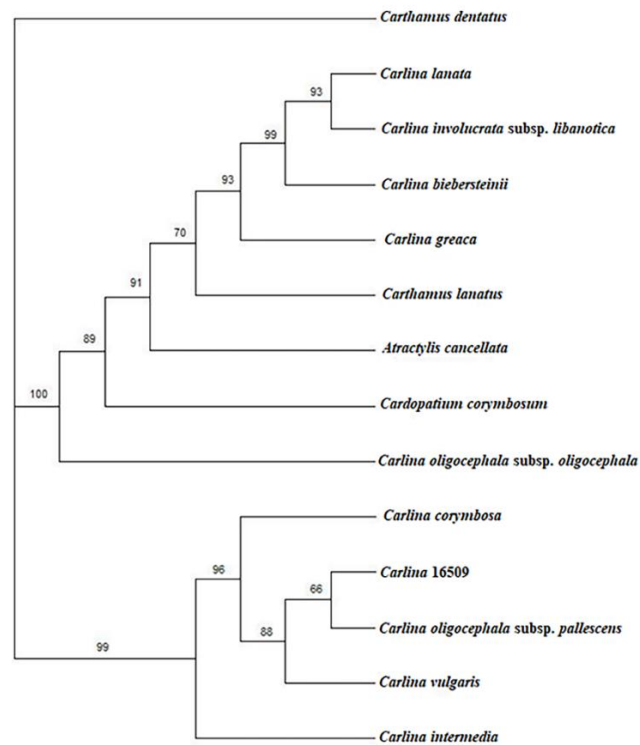 Carthamus dentatus
Carlina lanata
93
Carlina involucrata subsp. libanotica
99
Carlina biebersteinii
93
Carlina greaca
70
Carthamus lanatus
91
Atractylis cancellata
89
Cardopatium corymbosum
100
Carlina oligocephala subsp. oligocephala
Carlina corymbosa
96
Carlina 16509
66
Carlina oligocephala subsp. pallescens
88
99
Carlina vulgaris
Carlina intermedia